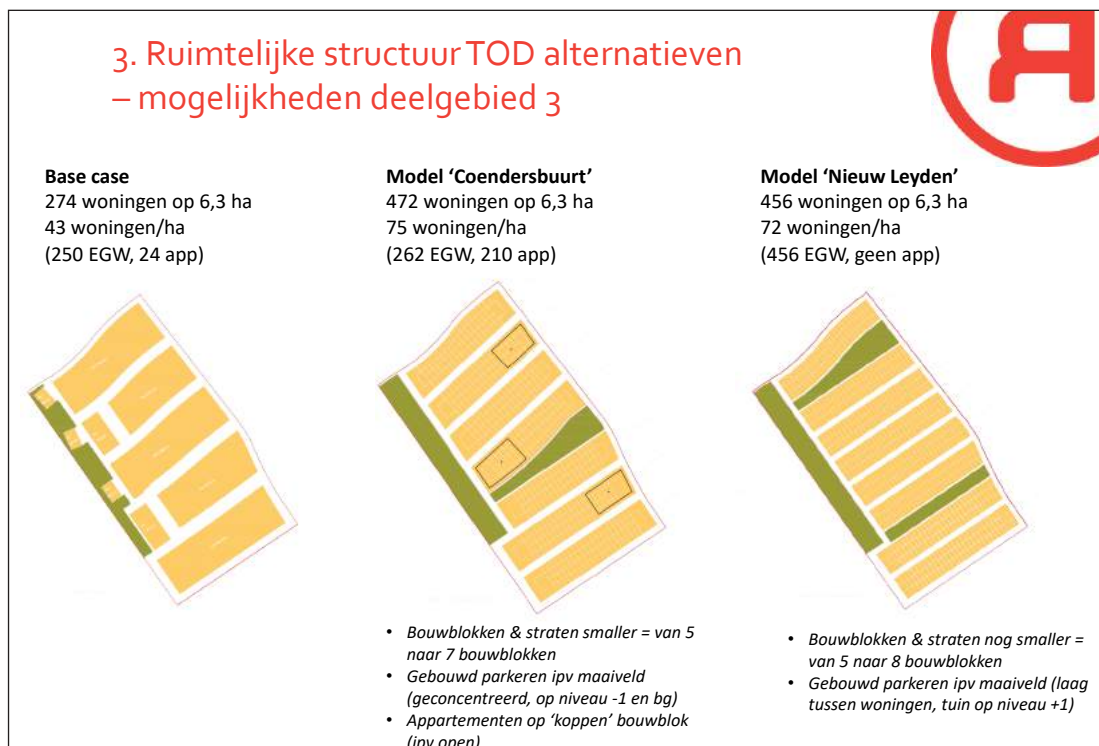 3. Ruimtelijke structuur TOD alternatieven
– mogelijkheden deelgebied 3
Base case
274 woningen op 6,3 ha
43 woningen/ha
(250 EGW, 24 app)
Model ‘Coendersbuurt’
472 woningen op 6,3 ha
75 woningen/ha
(262 EGW, 210 app)
Model ‘Nieuw Leyden’
456 woningen op 6,3 ha
72 woningen/ha
(456 EGW, geen app)
• Bouwblokken & straten smaller = van 5
naar 7 bouwblokken
• Gebouwd parkeren ipv maaiveld
(geconcentreerd, op niveau -1 en bg)
• Appartementen op ‘koppen’ bouwblok
(ipv open)
• Bouwblokken & straten nog smaller =
van 5 naar 8 bouwblokken
• Gebouwd parkeren ipv maaiveld (laag
tussen woningen, tuin op niveau +1)